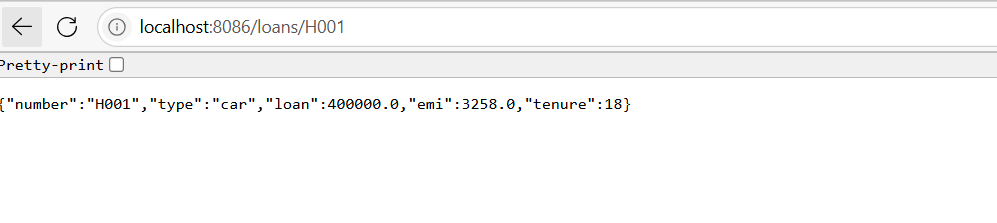 localhost:8086/loans/H001
Pretty-print
{"number":"H001","type":"car","loan":400000.0,"emi":3258.0,"tenure":18}